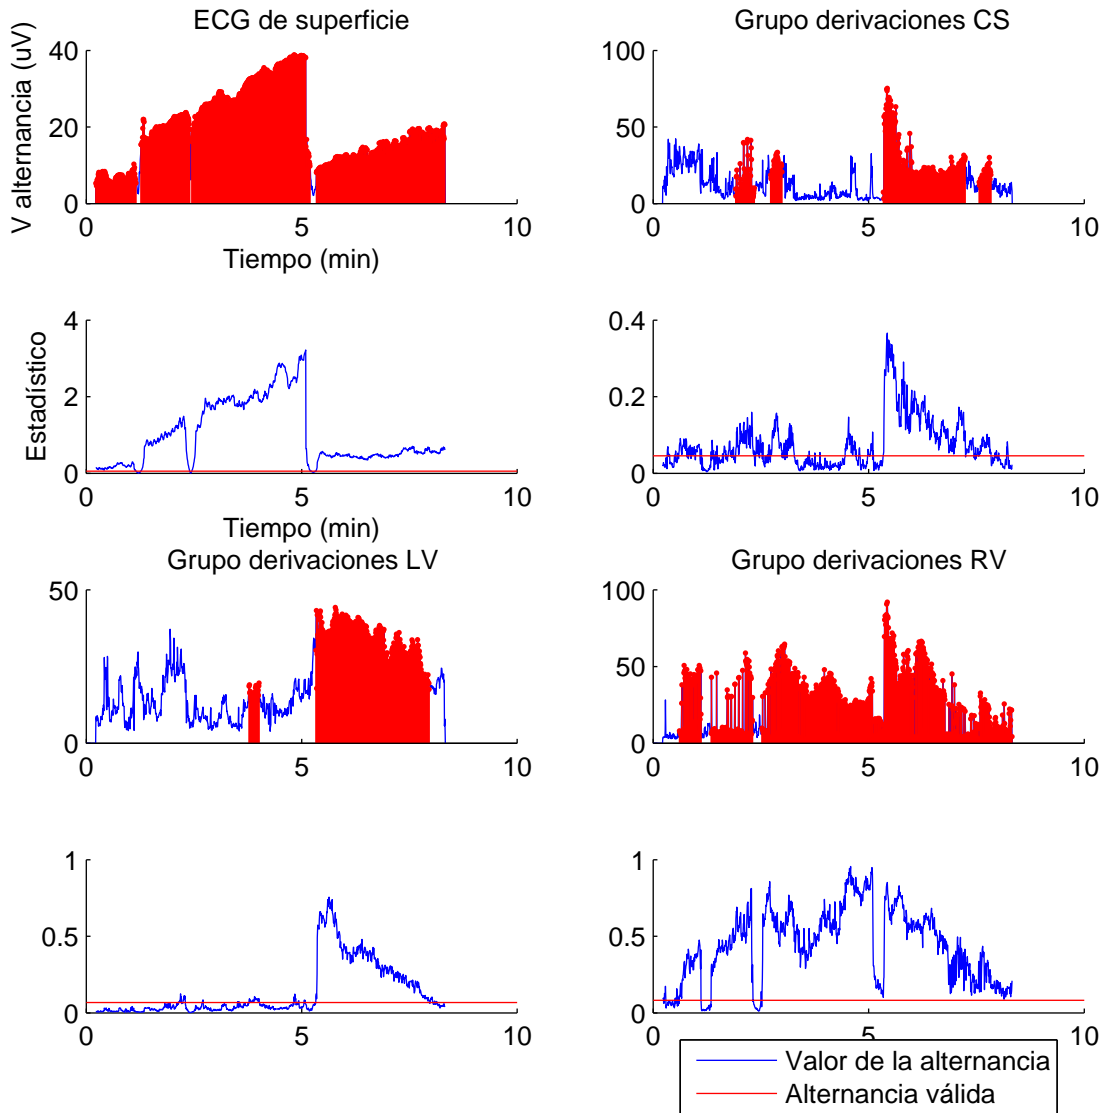 ECG de superficie
Grupo derivaciones CS
V alternancia (uV)
40
20
0
0 5 10
Tiempo (min)
100
50
0
0 5 10
Estadístico
4
2
0
0 5 10
Tiempo (min)
0.4
0.2
0
0 5 10
Grupo derivaciones LV
Grupo derivaciones RV
50
0
0 5 10
100
50
0
0 5 10
1
0.5
0
0 5 10
1
0.5
0
0 5 10
Valor de la alternancia
Alternancia válida